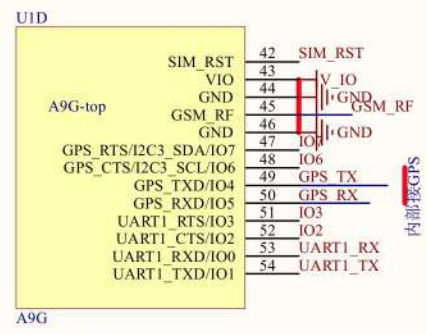 U1D
A9G-top
SIM_RST 42 SIM_RST
VIO 43 V_IO
GND 44 GND
GSM_RF 45 GSM_RF
GND 46 GND
GPS_RTS/I2C3_SDA/IO7 47 IO7
GPS_CTS/I2C3_SCL/IO6 48 IO6
GPS_TXD/IO4 49 GPS_TX
GPS_RXD/IO5 50 GPS_RX
UART1_RTS/IO3 51 IO3
UART1_CTS/IO2 52 IO2
UART1_RXD/IO0 53 UART1_RX
UART1_TXD/IO1 54 UART1_TX
内部接GPS
A9G